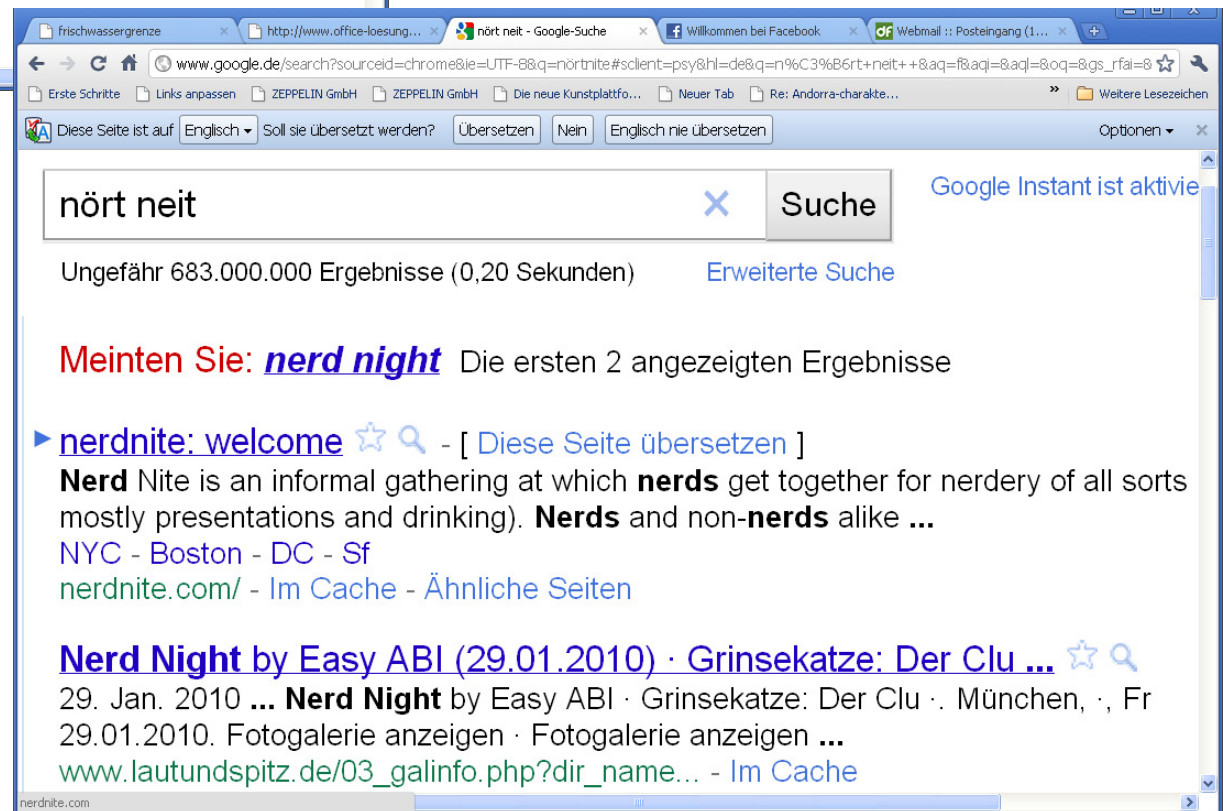 frischwassergrenze http://www.office-loesung... nört neit - Google-Suche Willkommen bei Facebook Webmail :: Posteingang (1...
www.google.de/search?sourceid=chrome&ie=UTF-8&q=nörtnite#sclient=psy&hl=de&q=n%C3%B6rt+neit++&aq=f&aqi=&aql=&oq=&gs_rfai=&
Erste Schritte Links anpassen ZEPPELIN GmbH ZEPPELIN GmbH Die neue Kunstplattfo... Neuer Tab Re: Andorra-charakte... » Weitere Lesezeichen
Diese Seite ist auf Englisch Soll sie übersetzt werden? Übersetzen Nein Englisch nie übersetzen Optionen
nört neit Suche Google Instant ist aktivie
Ungefähr 683.000.000 Ergebnisse (0,20 Sekunden) Erweiterte Suche
Meinten Sie: nerd night Die ersten 2 angezeigten Ergebnisse
nerdnite: welcome - [ Diese Seite übersetzen ]
Nerd Nite is an informal gathering at which nerds get together for nerdery of all sorts
mostly presentations and drinking). Nerds and non-nerds alike ...
NYC - Boston - DC - Sf
nerdnite.com/ - Im Cache - Ähnliche Seiten
Nerd Night by Easy ABI (29.01.2010) · Grinsekatze: Der Clu ...
29. Jan. 2010 ... Nerd Night by Easy ABI · Grinsekatze: Der Clu ·. München, ·, Fr
29.01.2010. Fotogalerie anzeigen · Fotogalerie anzeigen ...
www.lautundspitz.de/03_galinfo.php?dir_name... - Im Cache
nerdnite.com